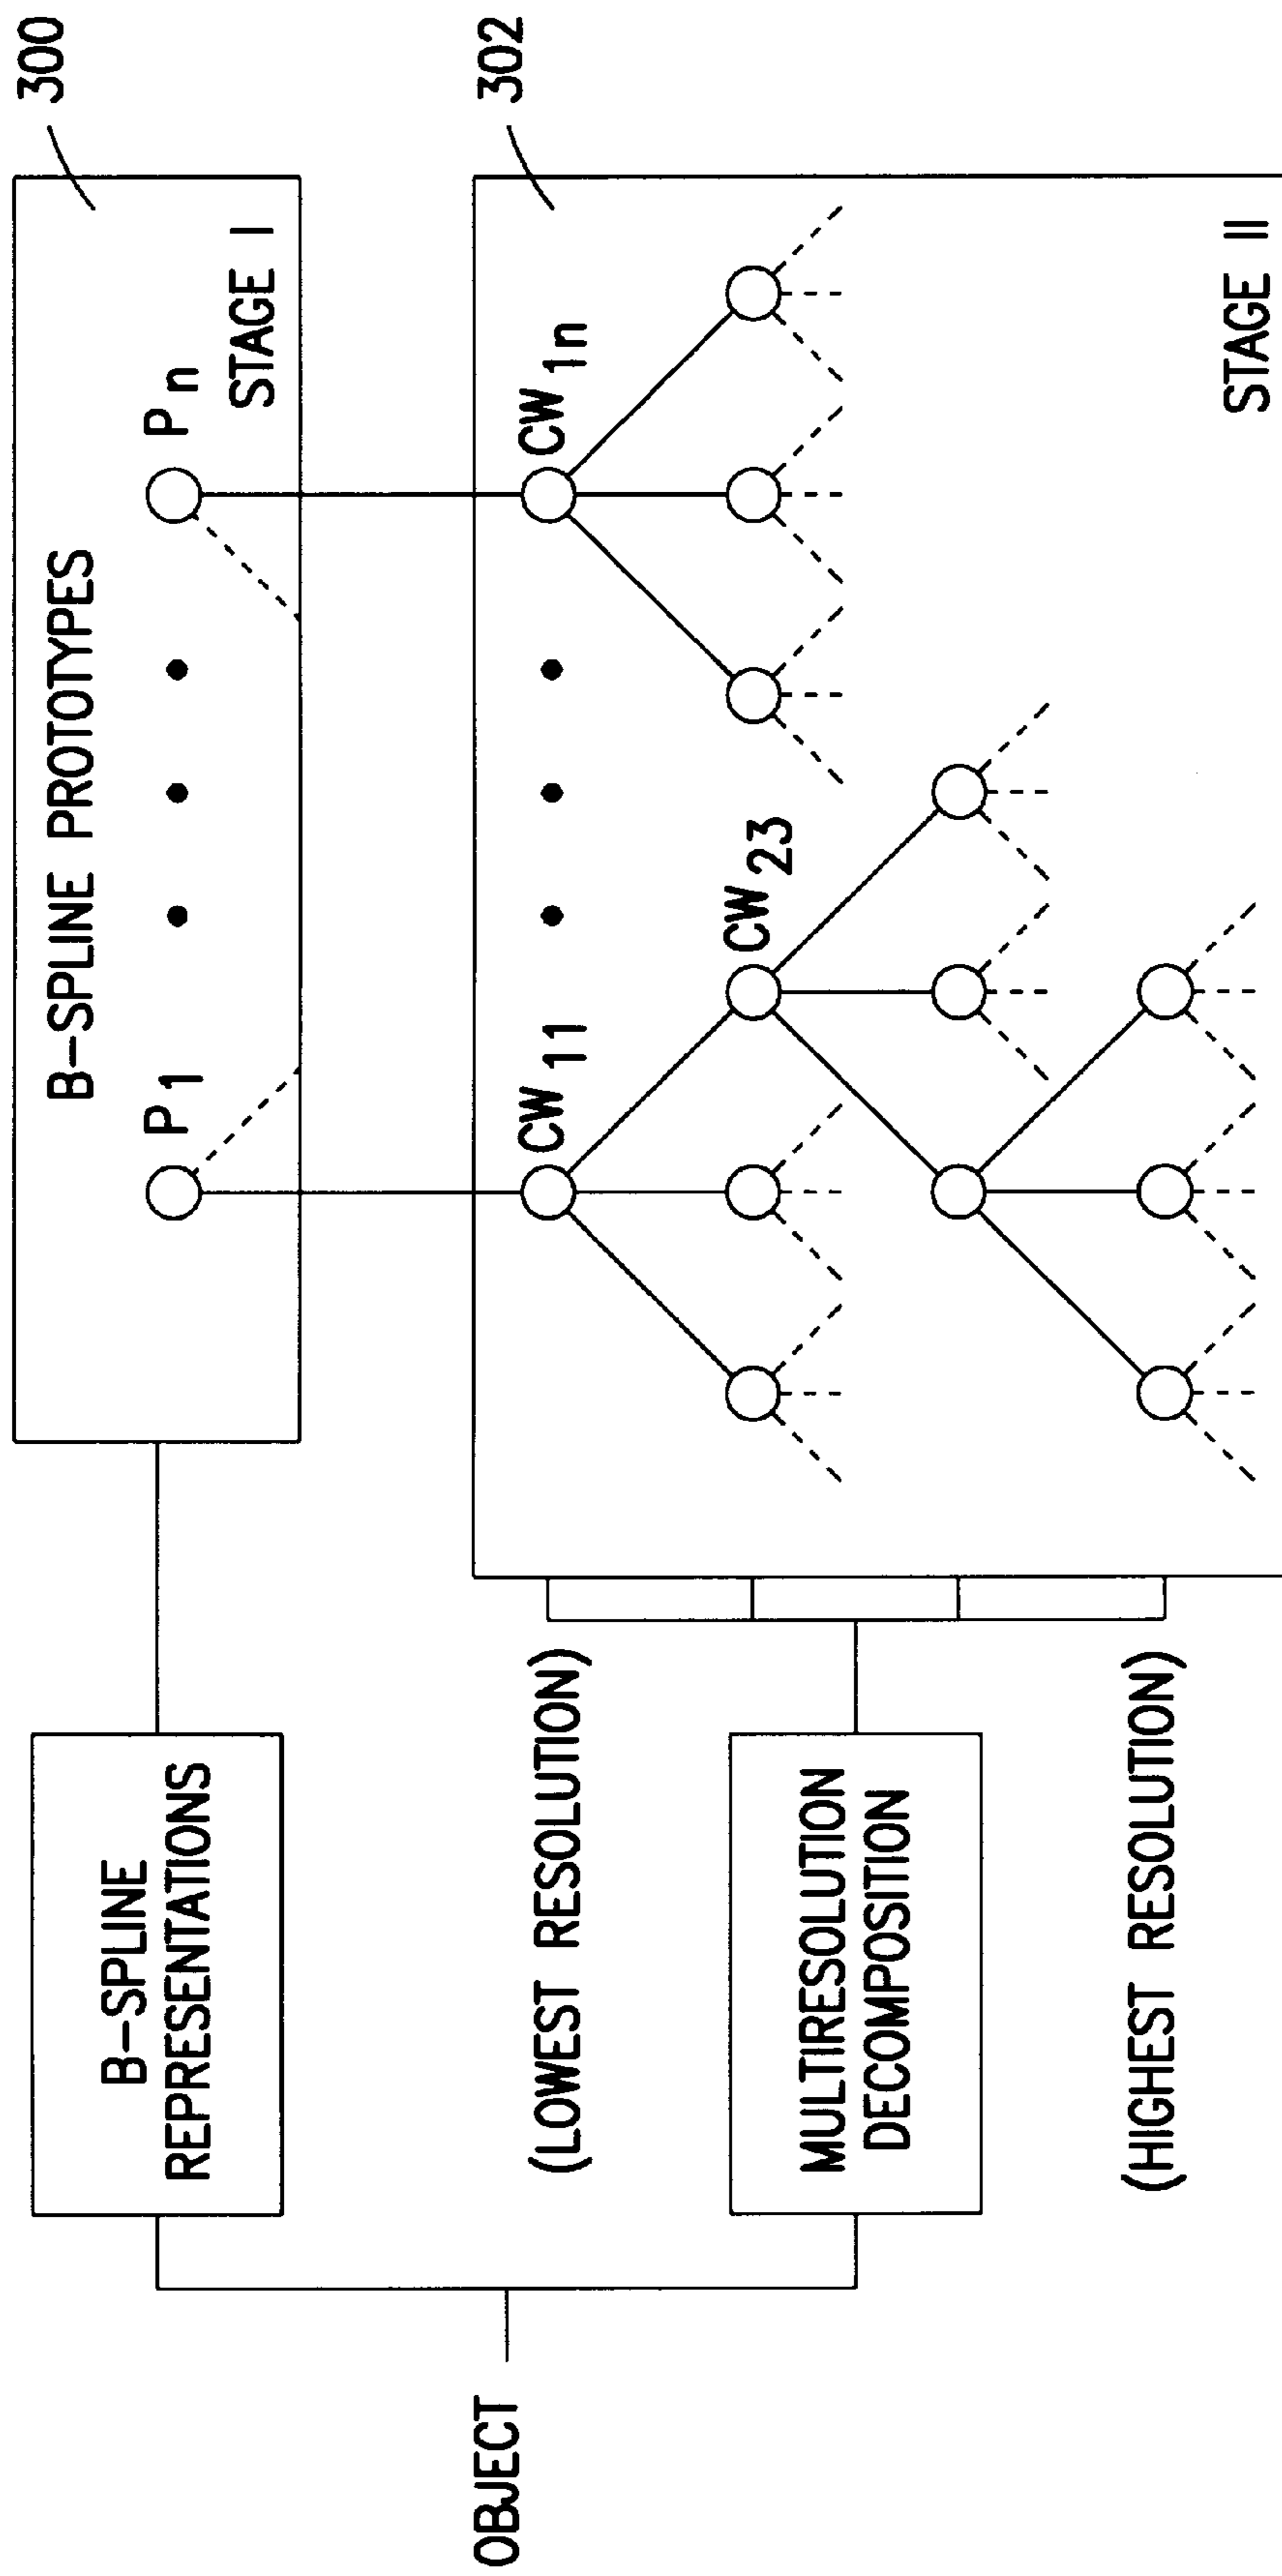 B-SPLINE PROTOTYPES
300
P1
Pn
STAGE I
B-SPLINE
REPRESENTATIONS
OBJECT
(LOWEST RESOLUTION)
MULTIRESOLUTION
DECOMPOSITION
(HIGHEST RESOLUTION)
302
CW11
CW1n
CW23
STAGE II